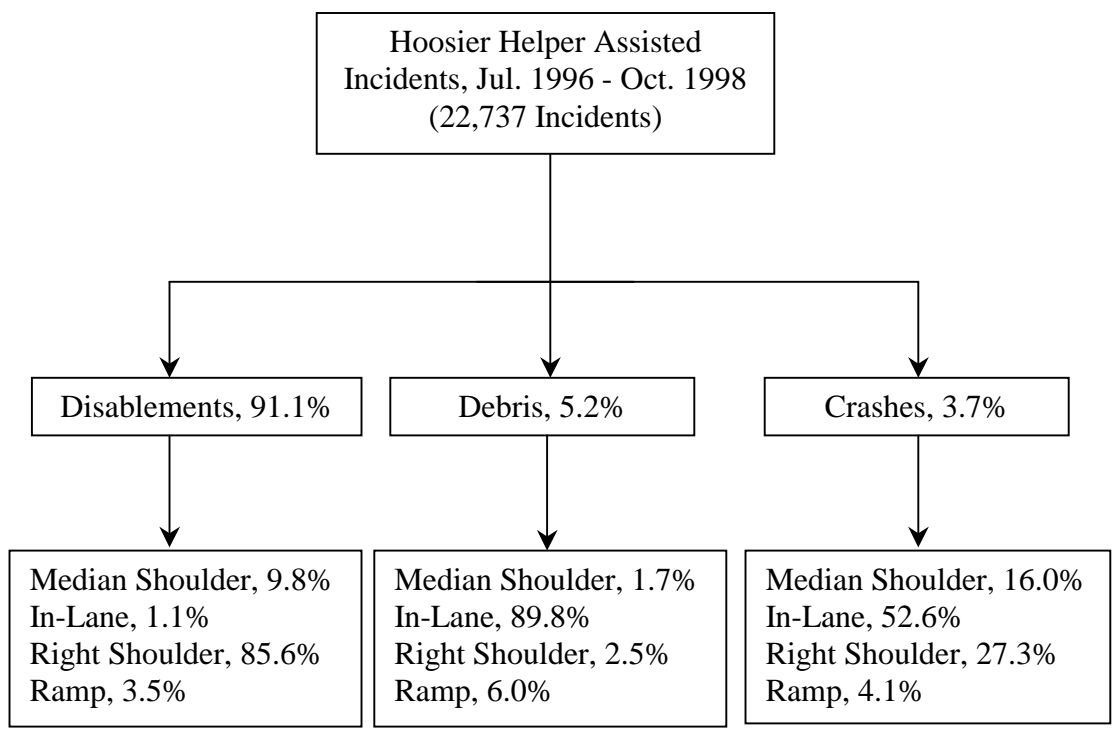 Hoosier Helper Assisted
Incidents, Jul. 1996 - Oct. 1998
(22,737 Incidents)
Disablements, 91.1%
Debris, 5.2%
Crashes, 3.7%
Median Shoulder, 9.8%
In-Lane, 1.1%
Right Shoulder, 85.6%
Ramp, 3.5%
Median Shoulder, 1.7%
In-Lane, 89.8%
Right Shoulder, 2.5%
Ramp, 6.0%
Median Shoulder, 16.0%
In-Lane, 52.6%
Right Shoulder, 27.3%
Ramp, 4.1%